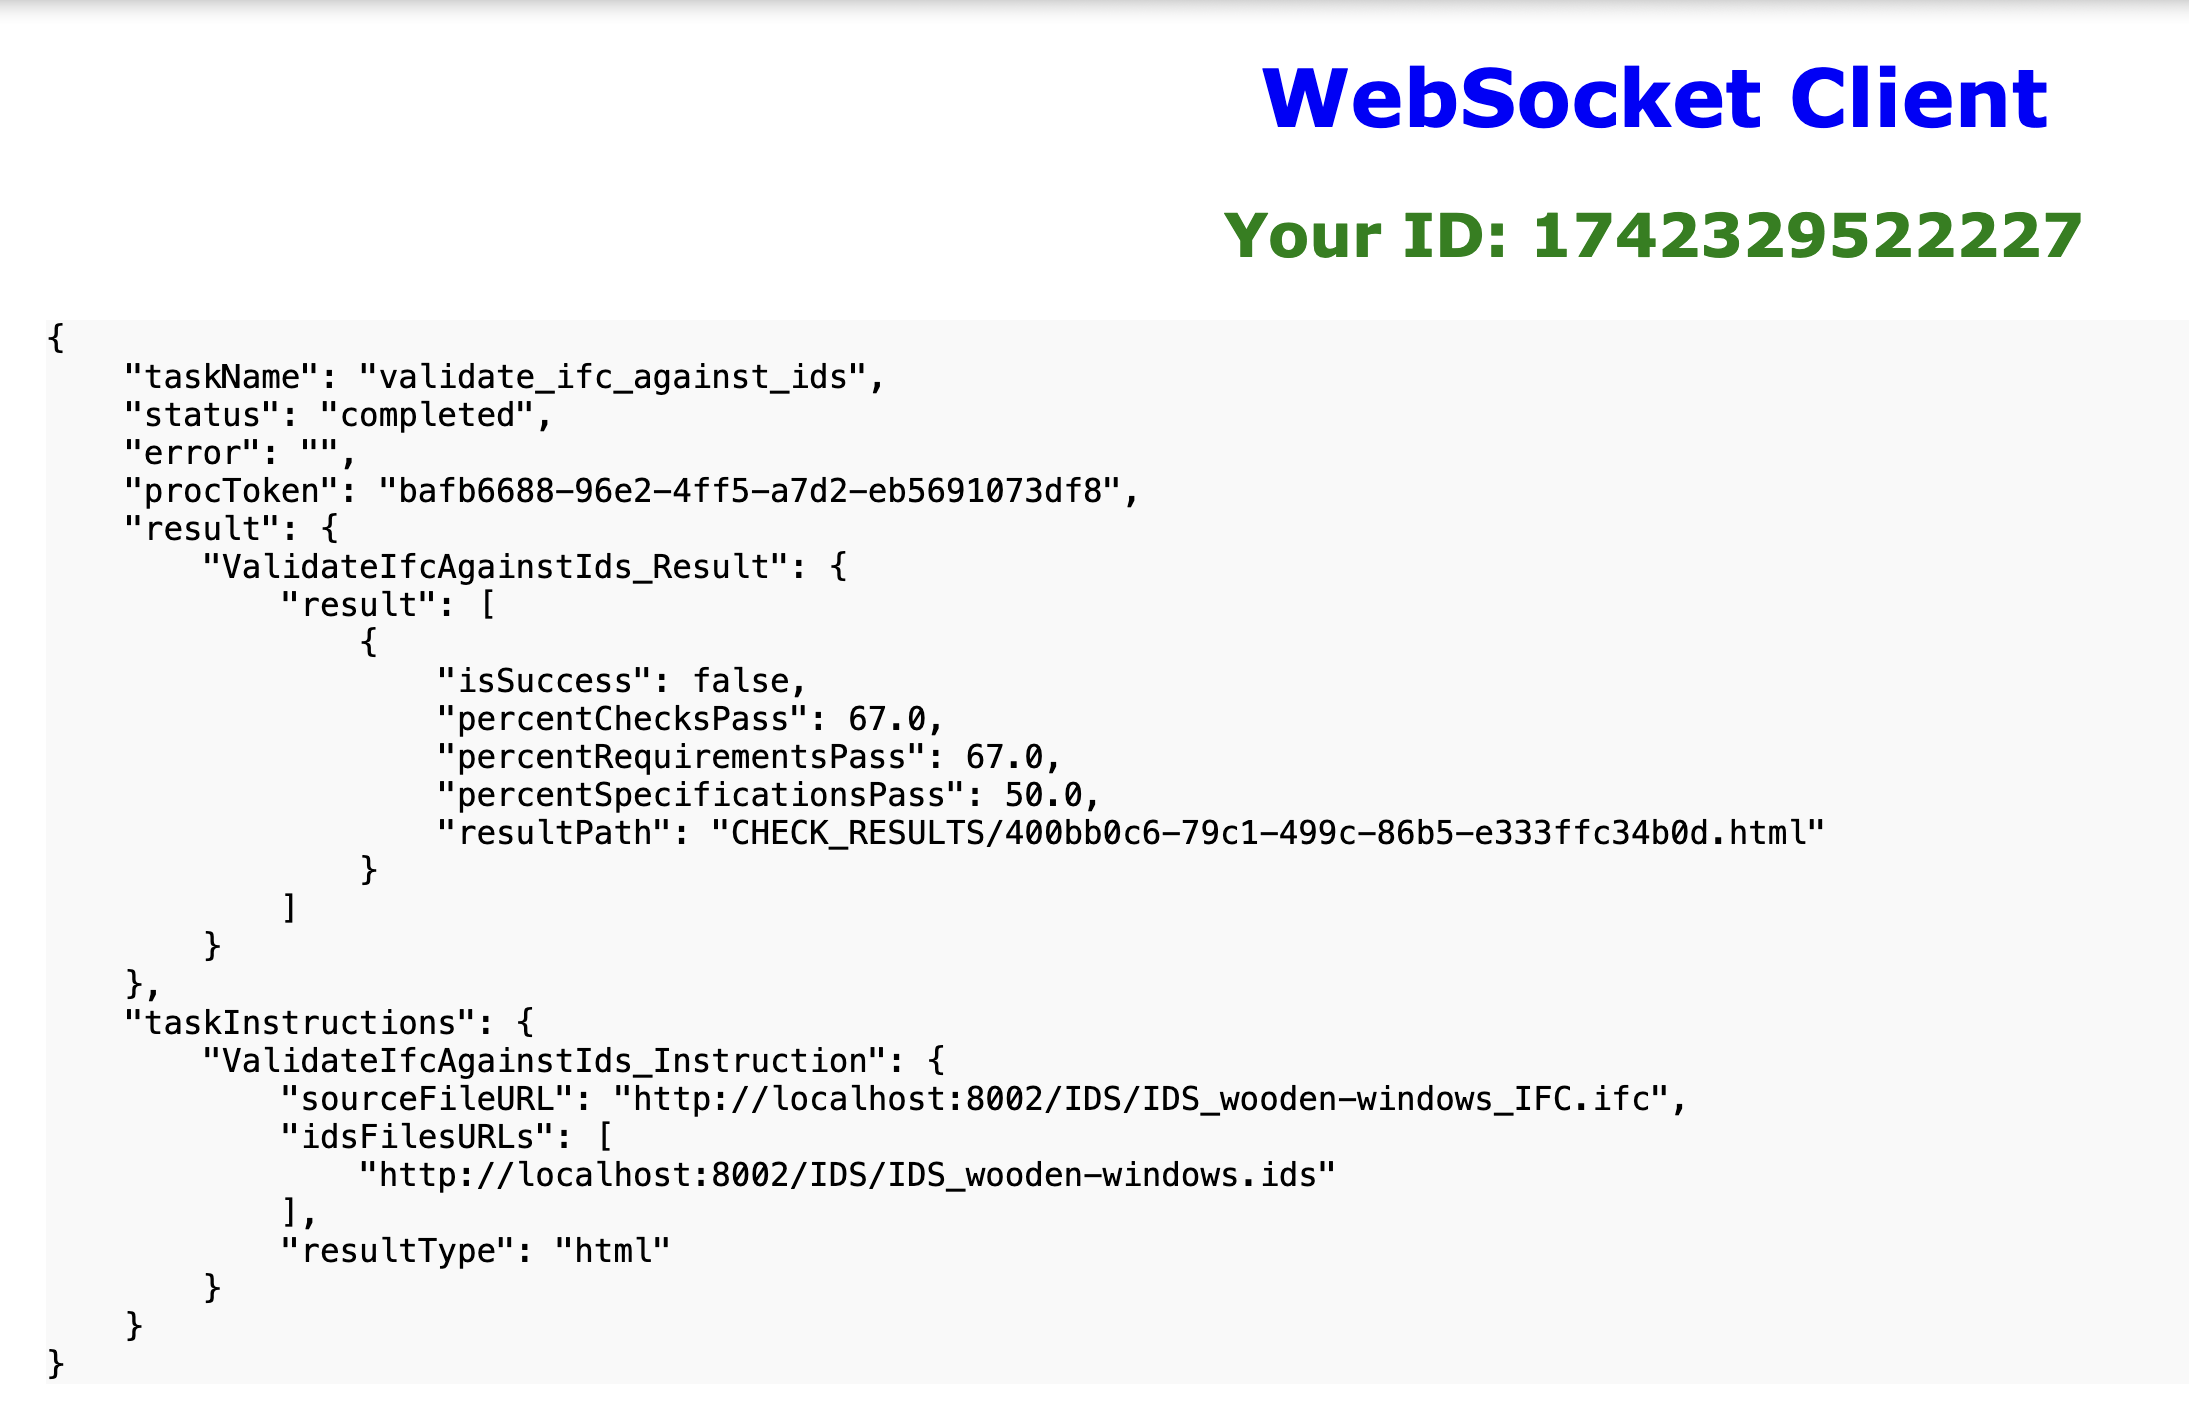 WebSocket Client
Your ID: 1742329522227
{
    "taskName": "validate_ifc_against_ids",
    "status": "completed",
    "error": "",
    "procToken": "bafb6688-96e2-4ff5-a7d2-eb5691073df8",
    "result": {
        "ValidateIfcAgainstIds_Result": {
            "result": [
                {
                    "isSuccess": false,
                    "percentChecksPass": 67.0,
                    "percentRequirementsPass": 67.0,
                    "percentSpecificationsPass": 50.0,
                    "resultPath": "CHECK_RESULTS/400bb0c6-79c1-499c-86b5-e333ffc34b0d.html"
                }
            ]
        }
    },
    "taskInstructions": {
        "ValidateIfcAgainstIds_Instruction": {
            "sourceFileURL": "http://localhost:8002/IDS/IDS_wooden-windows_IFC.ifc",
            "idsFilesURLs": [
                "http://localhost:8002/IDS/IDS_wooden-windows.ids"
            ],
            "resultType": "html"
        }
    }
}